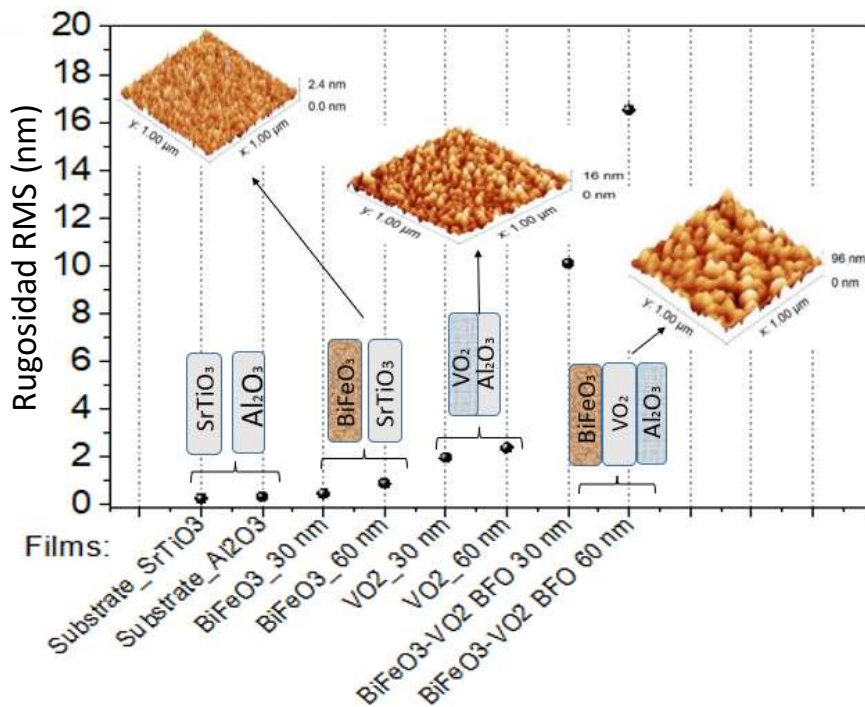 Rugosidad RMS (nm)
20
18
16
14
12
10
8
6
4
2
0
2.4 nm
0.0 nm
y: 1.00 µm
x: 1.00 µm
16 nm
0 nm
y: 1.00 µm
x: 1.00 µm
96 nm
0 nm
y: 1.00 µm
x: 1.00 µm
SrTiO₃
Al₂O₃
BiFeO₃
SrTiO₃
VO₂
Al₂O₃
BiFeO₃
VO₂
Al₂O₃
Films:
Substrate_SrTiO3
Substrate_Al2O3
BiFeO3_30 nm
BiFeO3_60 nm
VO2_30 nm
VO2_60 nm
BiFeO3-VO2 BFO 30 nm
BiFeO3-VO2 BFO 60 nm